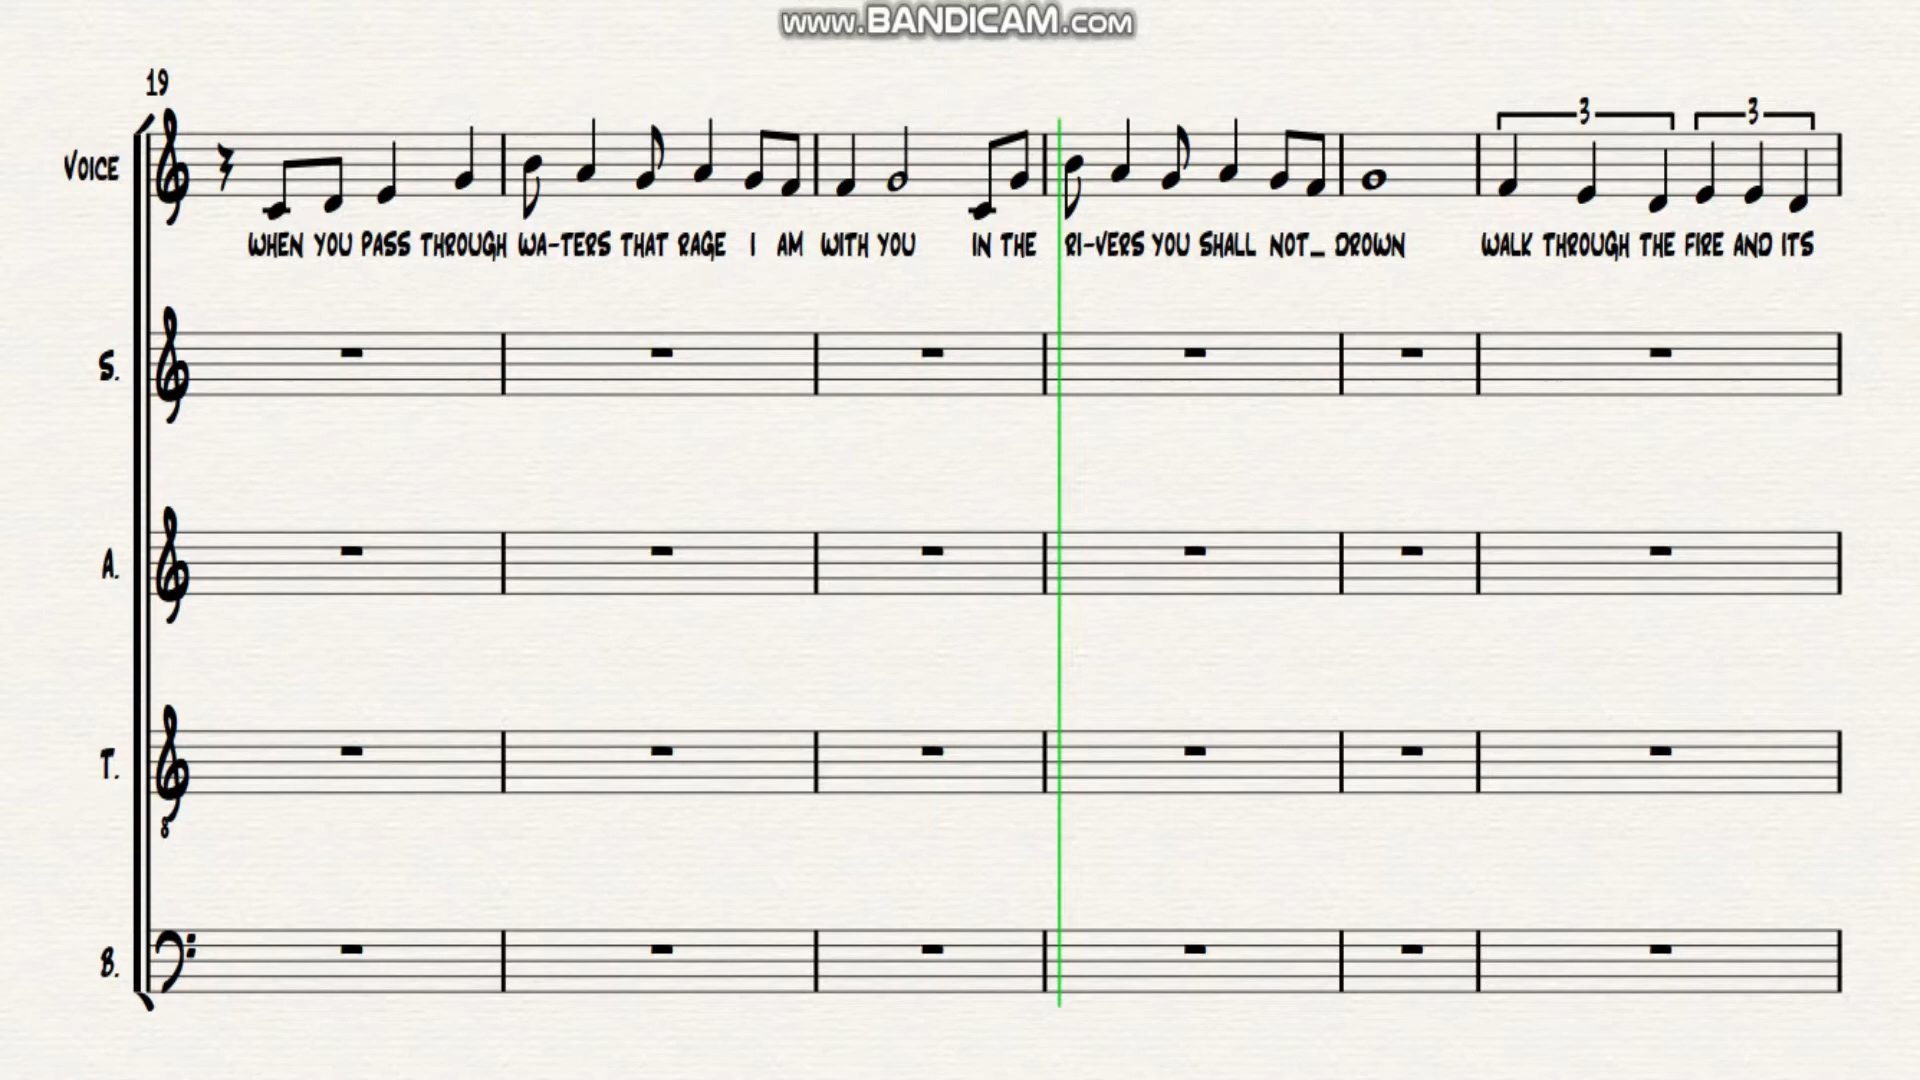 www.BANDICAM.com
19
3 3
VOICE
WHEN YOU PASS THROUGH WA-TERS THAT RAGE I AM WITH YOU IN THE RI-VERS YOU SHALL NOT_ DROWN WALK THROUGH THE FIRE AND ITS
S.
A.
T.
8
B.